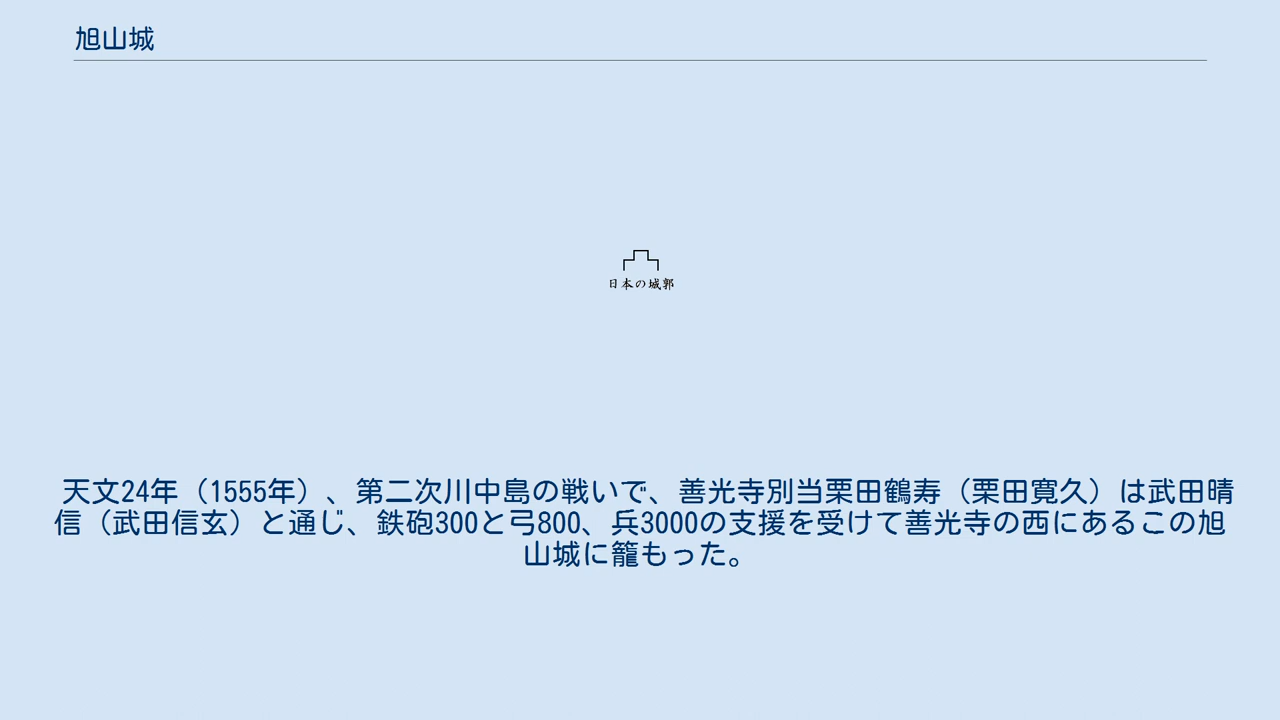 旭山城
日本の城郭
天文24年（1555年）、第二次川中島の戦いで、善光寺別当栗田鶴寿（栗田寛久）は武田晴
信（武田信玄）と通じ、鉄砲300と弓800、兵3000の支援を受けて善光寺の西にあるこの旭
山城に籠もった。